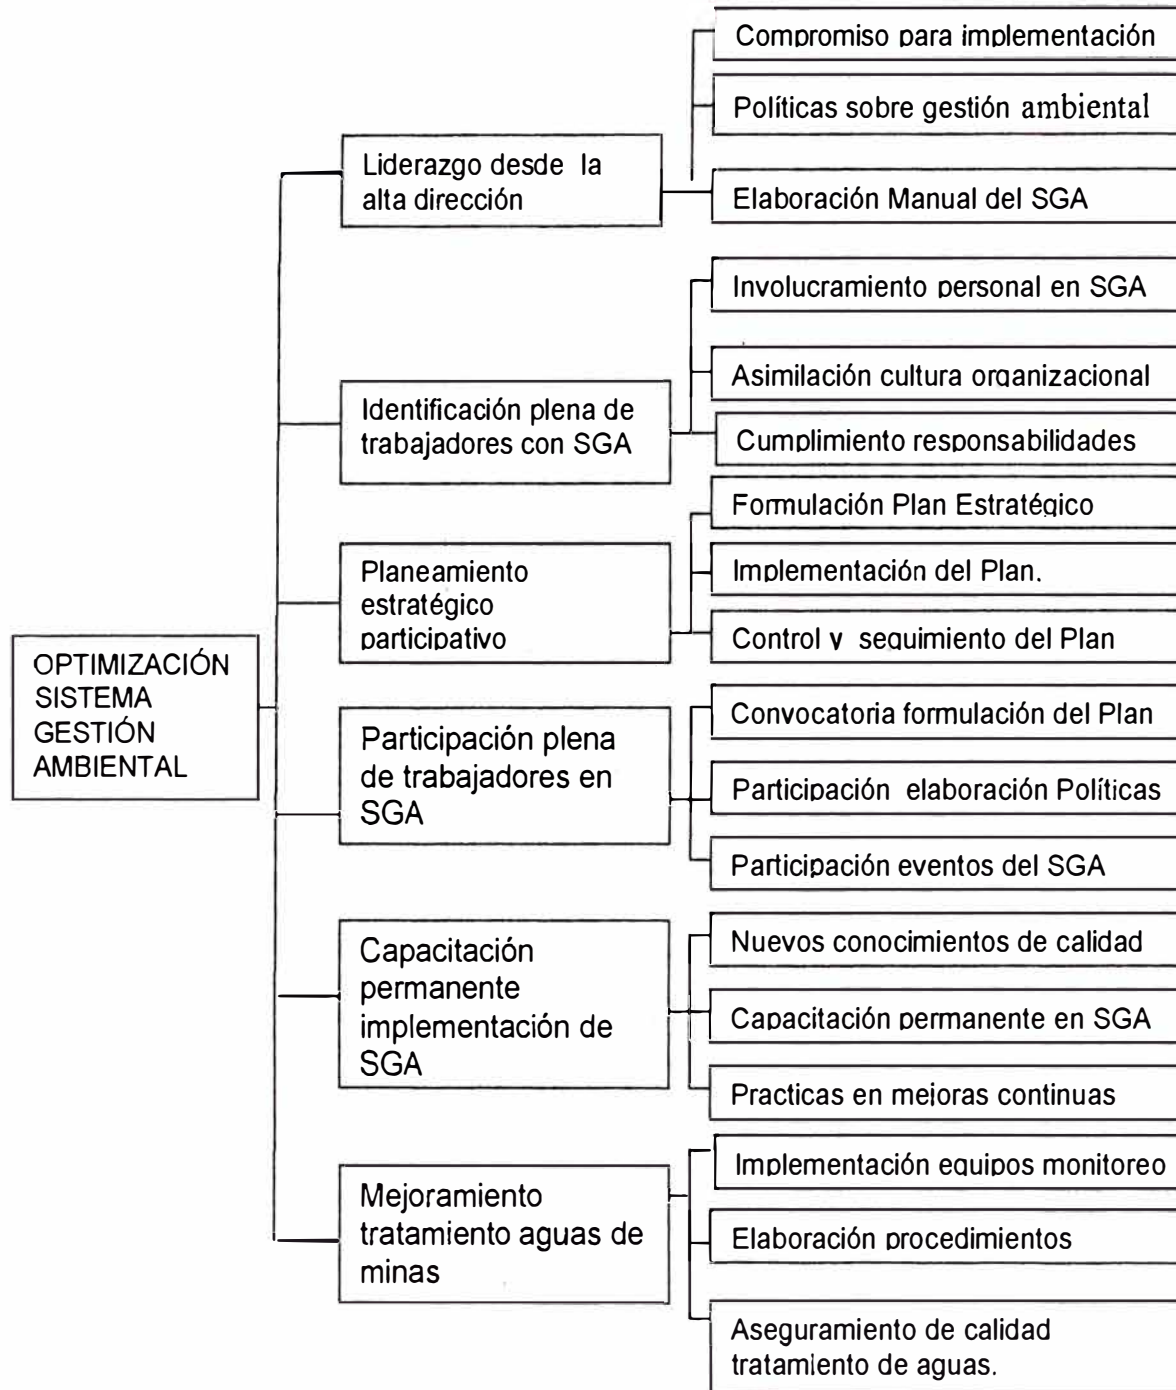 Compromiso para implementación
Políticas sobre gestión ambiental
Liderazgo desde la
alta dirección
Elaboración Manual del SGA
Involucramiento personal en SGA
Asimilación cultura organizacional
Identificación plena de
trabajadores con SGA
Cumplimiento responsabilidades
Formulación Plan Estratégico
Planeamiento
estratégico
participativo
Implementación del Plan.
Control y seguimiento del Plan
OPTIMIZACIÓN
SISTEMA
GESTIÓN
AMBIENTAL
Convocatoria formulación del Plan
Participación plena
de trabajadores en
SGA
Participación elaboración Políticas
Participación eventos del SGA
Nuevos conocimientos de calidad
Capacitación
permanente
implementación de
SGA
Capacitación permanente en SGA
Practicas en mejoras continuas
Implementación equipos monitoreo
Mejoramiento
tratamiento aguas de
minas
Elaboración procedimientos
Aseguramiento de calidad
tratamiento de aguas.